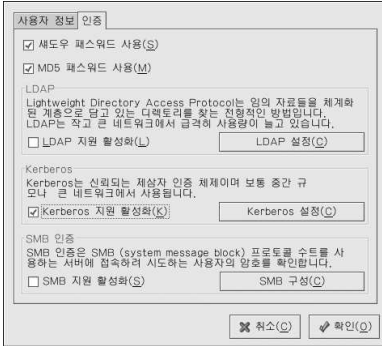 사용자 정보 인증
섀도우 패스워드 사용(S)
MD5 패스워드 사용(M)
LDAP
Lightweight Directory Access Protocol는 임의 자료들을 체계화
된 계층으로 담고 있는 디렉토리를 찾는 전형적인 방법입니다.
LDAP는 작고 큰 네트워크에서 급격히 사용량이 늘고 있습니다.
LDAP 지원 활성화(L) LDAP 설정(C)
Kerberos
Kerberos는 신뢰되는 제삼자 인증 체제이며 보통 중간 규
모나 큰 네트워크에서 사용됩니다.
Kerberos 지원 활성화(K) Kerberos 설정(C)
SMB 인증
SMB 인증은 SMB (system message block) 프로토콜 수트를 사
용하는 서버에 접속하려 시도하는 사용자의 암호를 확인합니다.
SMB 지원 활성화(S) SMB 구성(C)
취소(C) 확인(O)